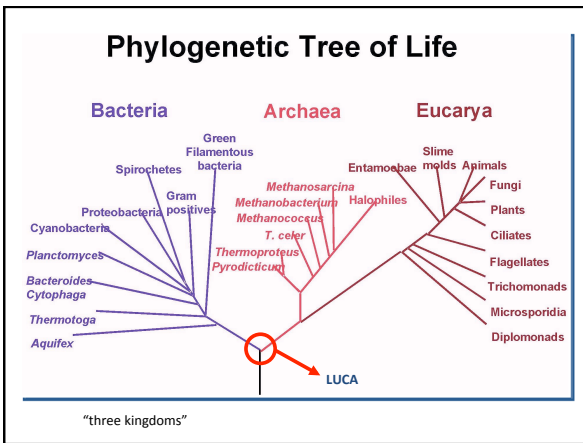 Phylogenetic Tree of Life
Bacteria
Archaea
Eucarya
Green
Filamentous
bacteria
Spirochetes
Gram
positives
Proteobacteria
Cyanobacteria
Planctomyces
Bacteroides
Cytophaga
Thermotoga
Aquifex
Methanosarcina
Methanobacterium
Halophiles
Methanococcus
T. celer
Thermoproteus
Pyrodicticum
Entamoebae
Slime
molds
Animals
Fungi
Plants
Ciliates
Flagellates
Trichomonads
Microsporidia
Diplomonads
LUCA
"three kingdoms"